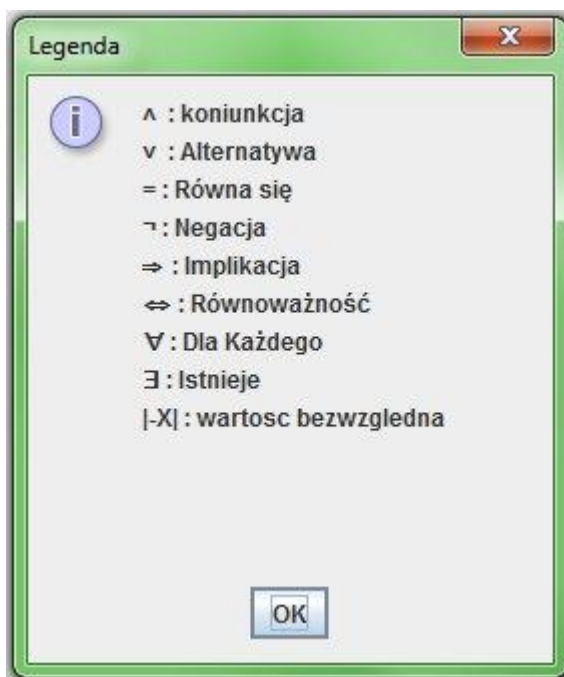 Legenda
∧ : koniunkcja
∨ : Alternatywa
= : Równa się
¬ : Negacja
⇒ : Implikacja
⇔ : Równoważność
∀ : Dla Każdego
∃ : Istnieje
|-X| : wartosc bezwzgledna
OK